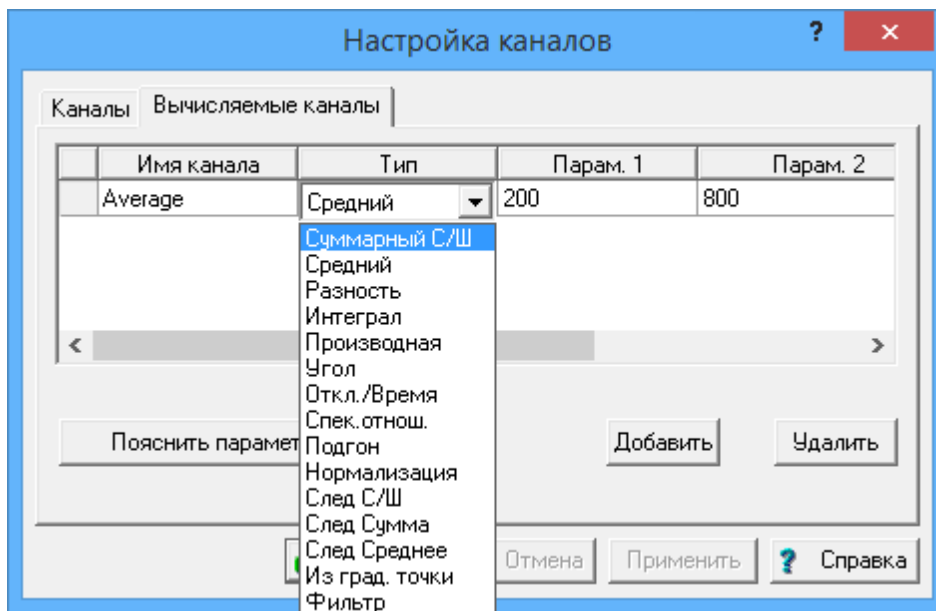 Настройка каналов ?
Каналы Вычисляемые каналы
Имя канала Тип Парам. 1 Парам. 2
Average Средний 200 800
Суммарный С/Ш
Средний
Разность
Интеграл
Производная
Угол
Откл./Время
Спек.отнош.
Подгон
Нормализация
След С/Ш
След Сумма
След Среднее
Из град. точки
Фильтр
Добавить Удалить
Пояснить
Отмена Применить ? Справка